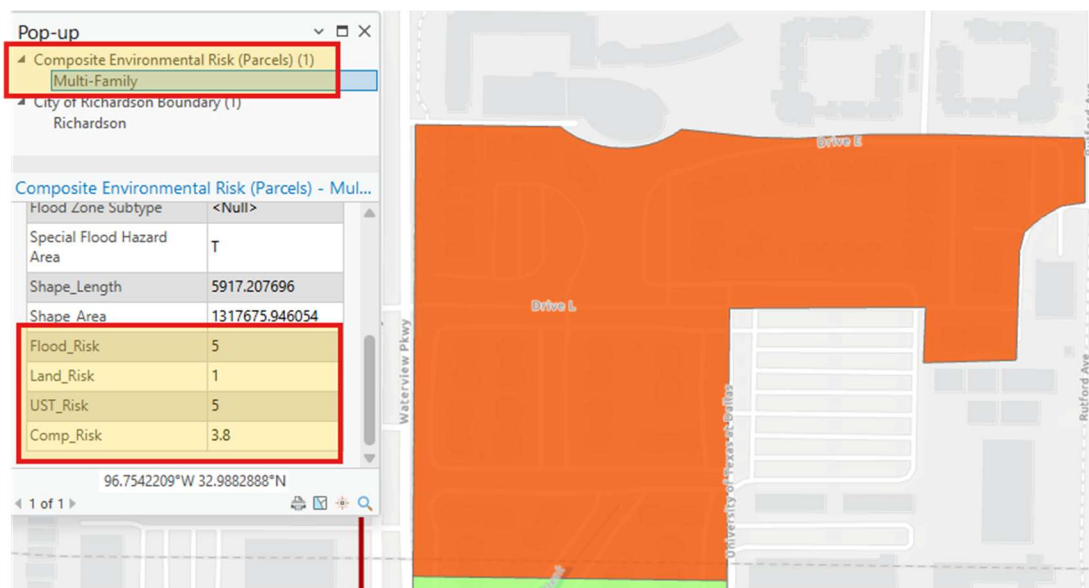 Pop-up
Composite Environmental Risk (Parcels) (1)
Multi-Family
City of Richardson Boundary (1)
Richardson
Composite Environmental Risk (Parcels) - Mul...
Flood Zone Subtype <Null>
Special Flood Hazard
Area T
Shape_Length 5917.207696
Shape_Area 1317675.946054
Flood_Risk 5
Land_Risk 1
UST_Risk 5
Comp_Risk 3.8
96.7542209°W 32.9882888°N
1 of 1
Drive E
Drive L
Waterview Pkwy
University of Texas at Dallas
Rutford Ave